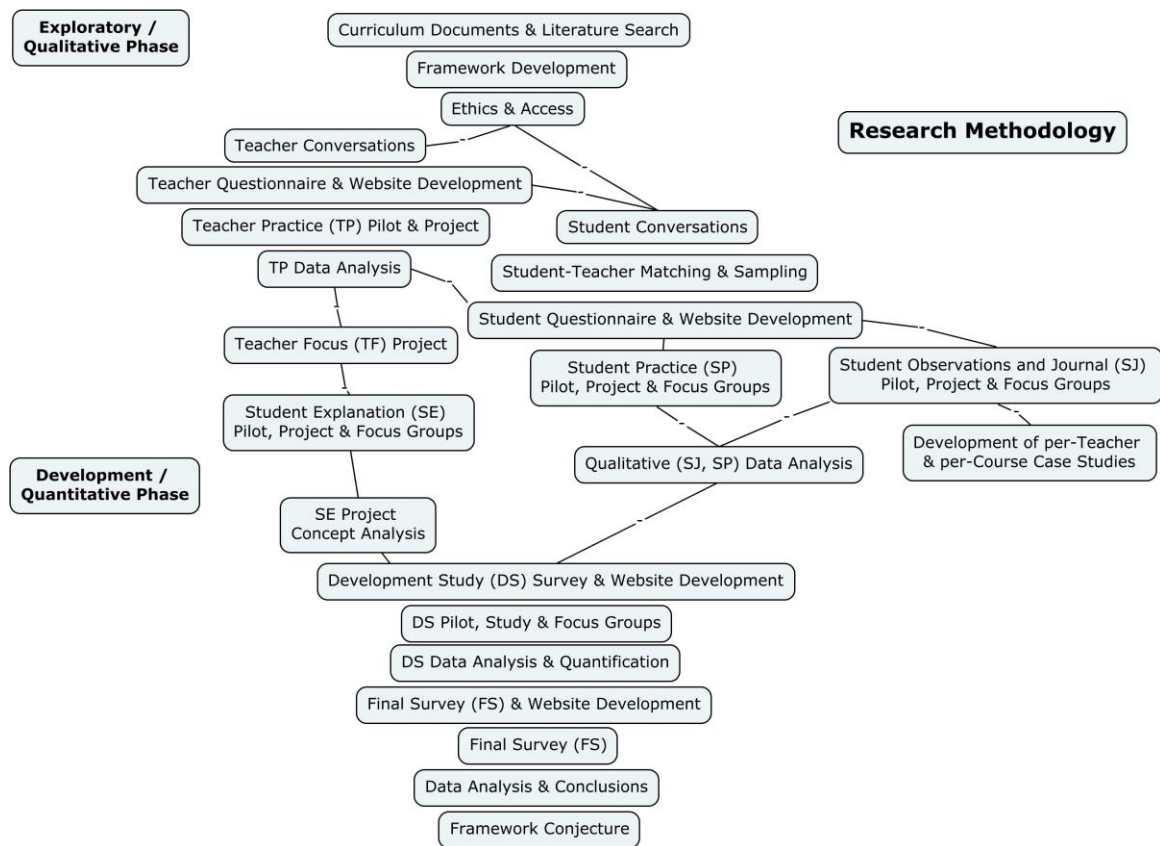 Exploratory /
Qualitative Phase
Curriculum Documents & Literature Search
Framework Development
Ethics & Access
Research Methodology
Teacher Conversations
Teacher Questionnaire & Website Development
Teacher Practice (TP) Pilot & Project
Student Conversations
TP Data Analysis
Student-Teacher Matching & Sampling
Student Questionnaire & Website Development
Teacher Focus (TF) Project
Student Practice (SP)
Pilot, Project & Focus Groups
Student Observations and Journal (SJ)
Pilot, Project & Focus Groups
Student Explanation (SE)
Pilot, Project & Focus Groups
Development of per-Teacher
& per-Course Case Studies
Qualitative (SJ, SP) Data Analysis
Development /
Quantitative Phase
SE Project
Concept Analysis
Development Study (DS) Survey & Website Development
DS Pilot, Study & Focus Groups
DS Data Analysis & Quantification
Final Survey (FS) & Website Development
Final Survey (FS)
Data Analysis & Conclusions
Framework Conjecture